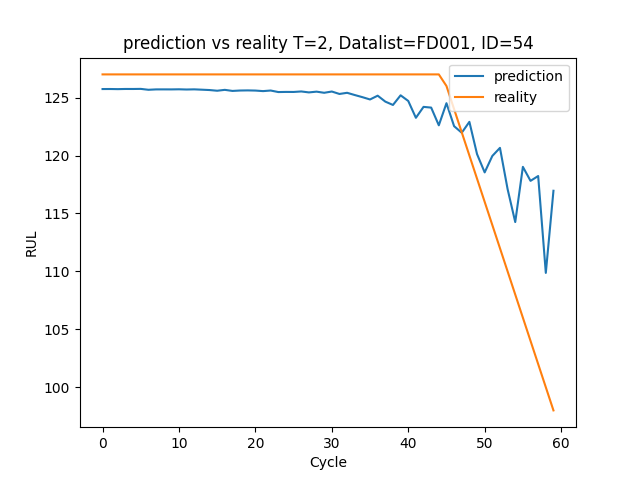 prediction vs reality T=2, Datalist=FD001, ID=54
prediction
reality
RUL
125
120
115
110
105
100
0 10 20 30 40 50 60
Cycle